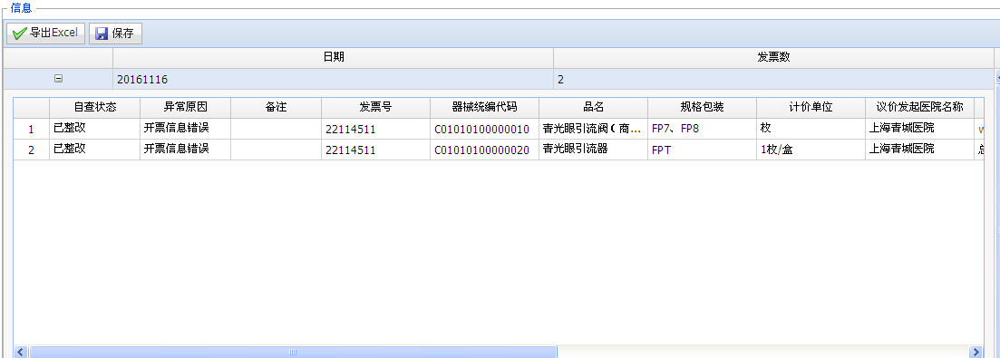 信息
导出Excel 保存
日期 发票数
20161116 2
自查状态 异常原因 备注 发票号 器械统编代码 品名 规格包装 计价单位 议价发起医院名称
1 已整改 开票信息错误 22114511 C01010100000010 青光眼引流阀（商... FP7、FP8 枚 上海青城医院
2 已整改 开票信息错误 22114511 C01010100000020 青光眼引流器 FPT 1枚/盒 上海青城医院